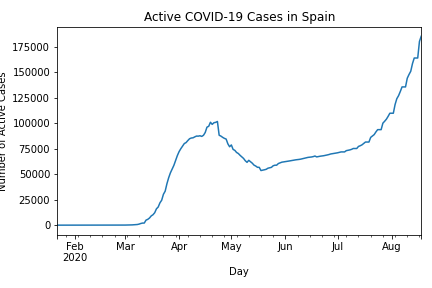 Active COVID-19 Cases in Spain
Number of Active Cases
175000
150000
125000
100000
75000
50000
25000
0
Feb
2020
Mar
Apr
May
Jun
Jul
Aug
Day